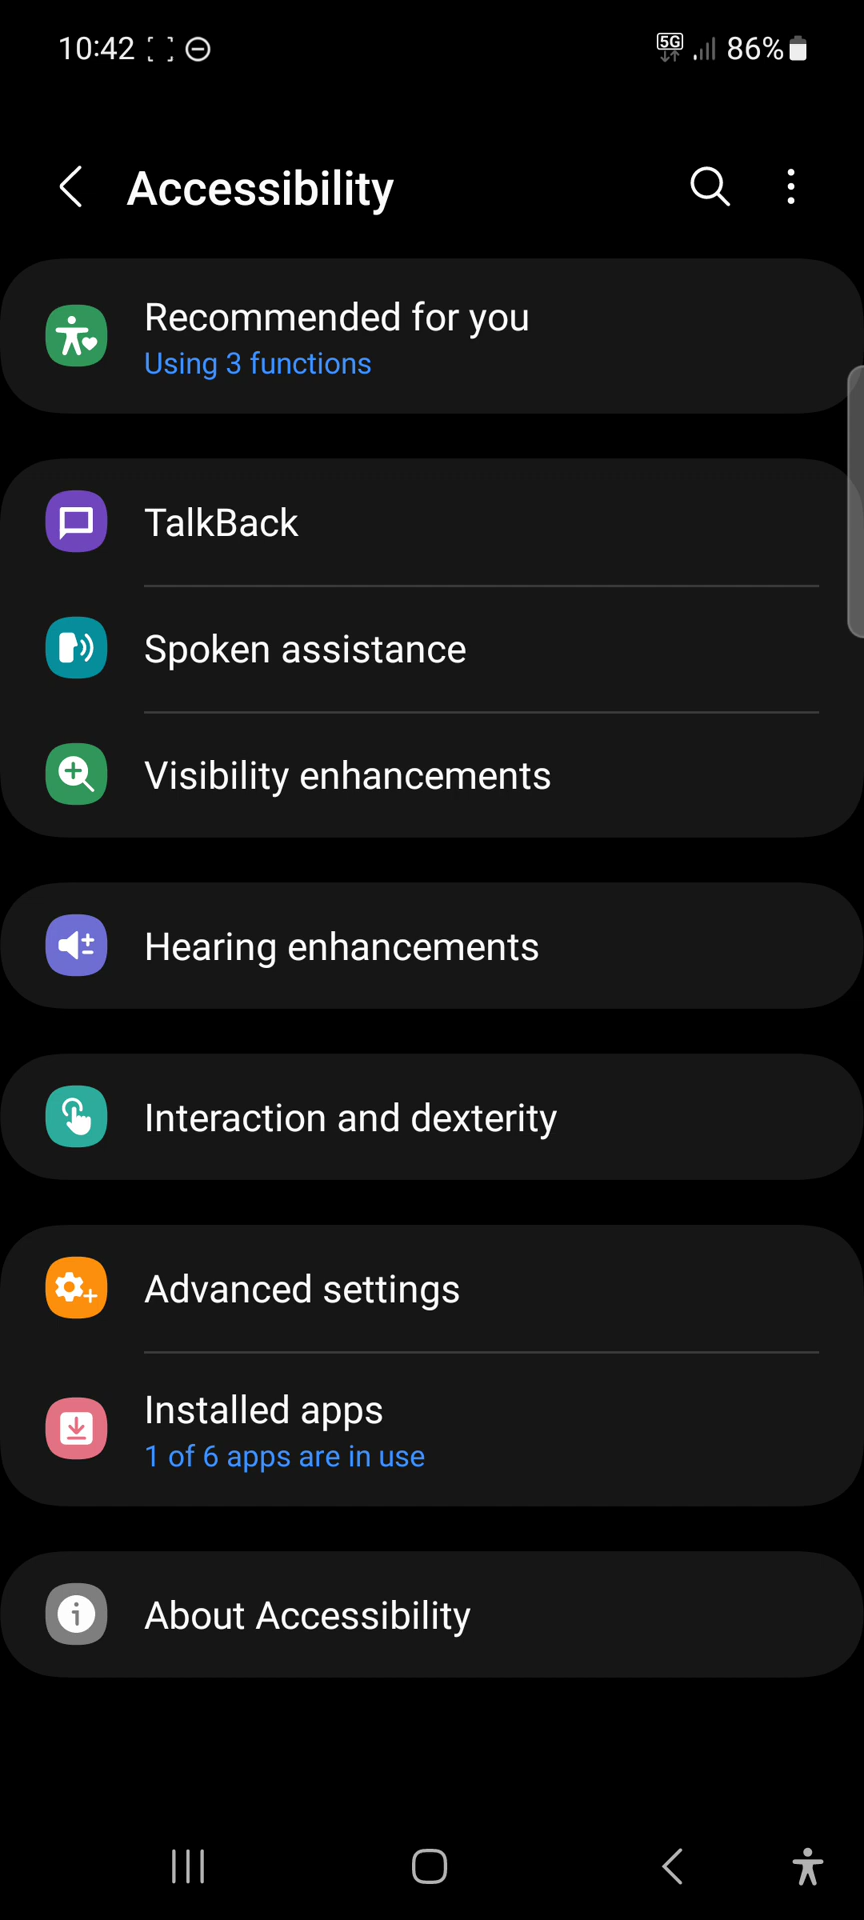 10:42 5G 86%
Accessibility
Recommended for you
Using 3 functions
TalkBack
Spoken assistance
Visibility enhancements
Hearing enhancements
Interaction and dexterity
Advanced settings
Installed apps
1 of 6 apps are in use
About Accessibility